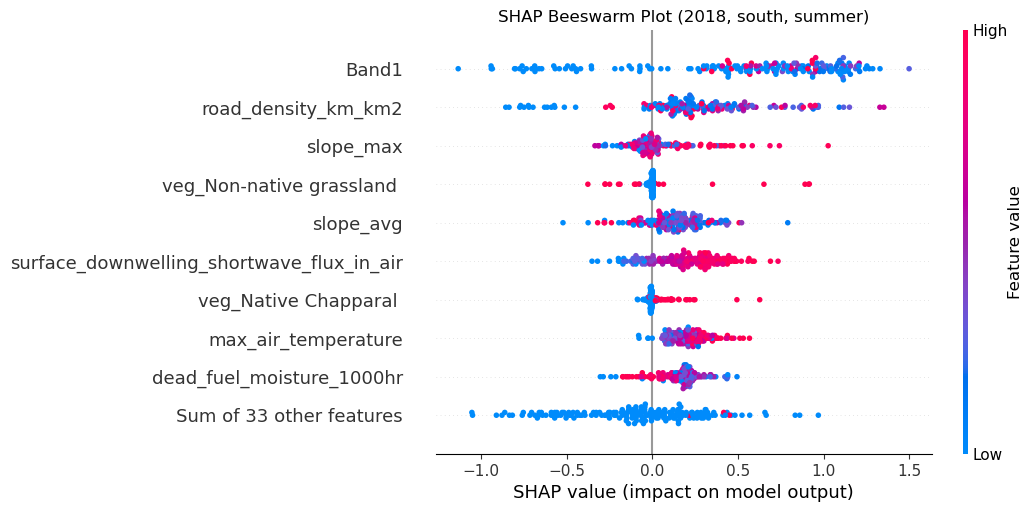 SHAP Beeswarm Plot (2018, south, summer)
High
Band1
road_density_km_km2
slope_max
veg_Non-native grassland
slope_avg
surface_downwelling_shortwave_flux_in_air
veg_Native Chapparal
max_air_temperature
dead_fuel_moisture_1000hr
Sum of 33 other features
Feature value
Low
−1.0 −0.5 0.0 0.5 1.0 1.5
SHAP value (impact on model output)